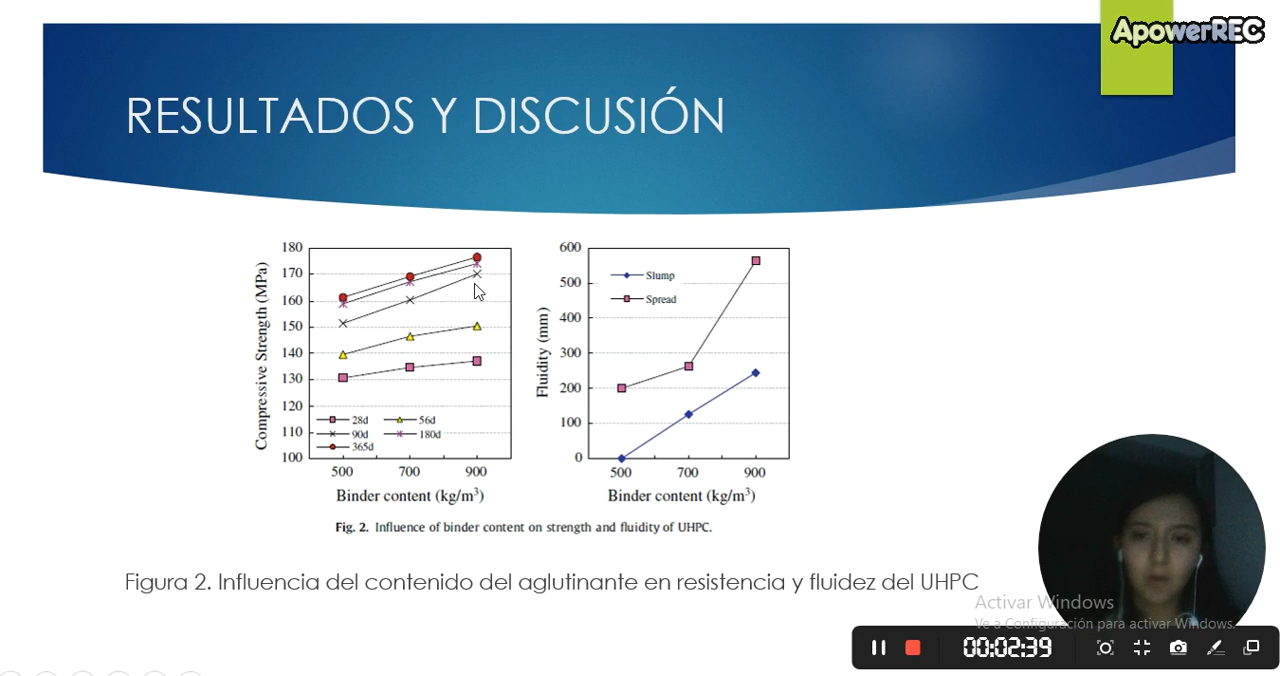 ApowerREC
RESULTADOS Y DISCUSIÓN
180
170
160
150
140
130
120
110
100
Compressive Strength (MPa)
28d
56d
90d
180d
365d
500
700
900
Binder content (kg/m³)
600
500
400
300
200
100
0
Fluidity (mm)
Slump
Spread
500
700
900
Binder content (kg/m³)
Fig. 2. Influence of binder content on strength and fluidity of UHPC.
Figura 2. Influencia del contenido del aglutinante en resistencia y fluidez del UHPC
Activar Windows
Ve a Configuración para activar Windows.
00:02:39